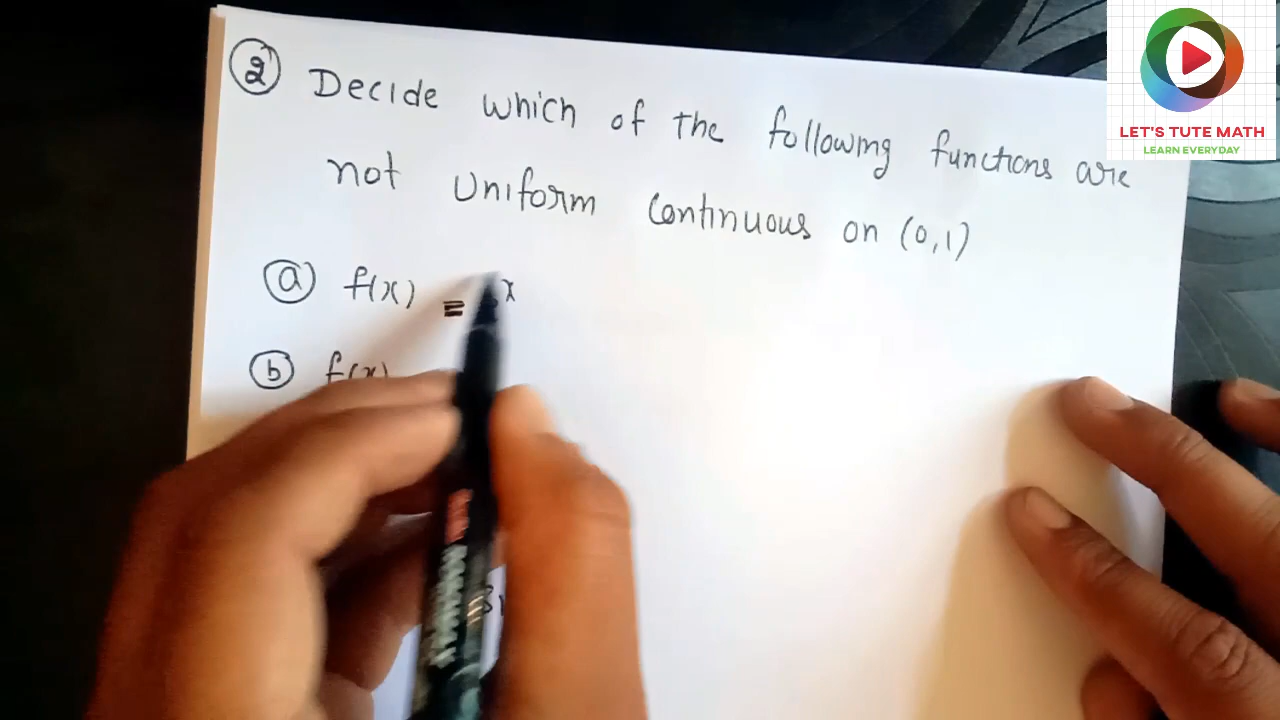 2 Decide which of the following functions are
not Uniform Continuous on (0,1)
a f(x) = x
b f(x)
LET'S TUTE MATH
LEARN EVERYDAY